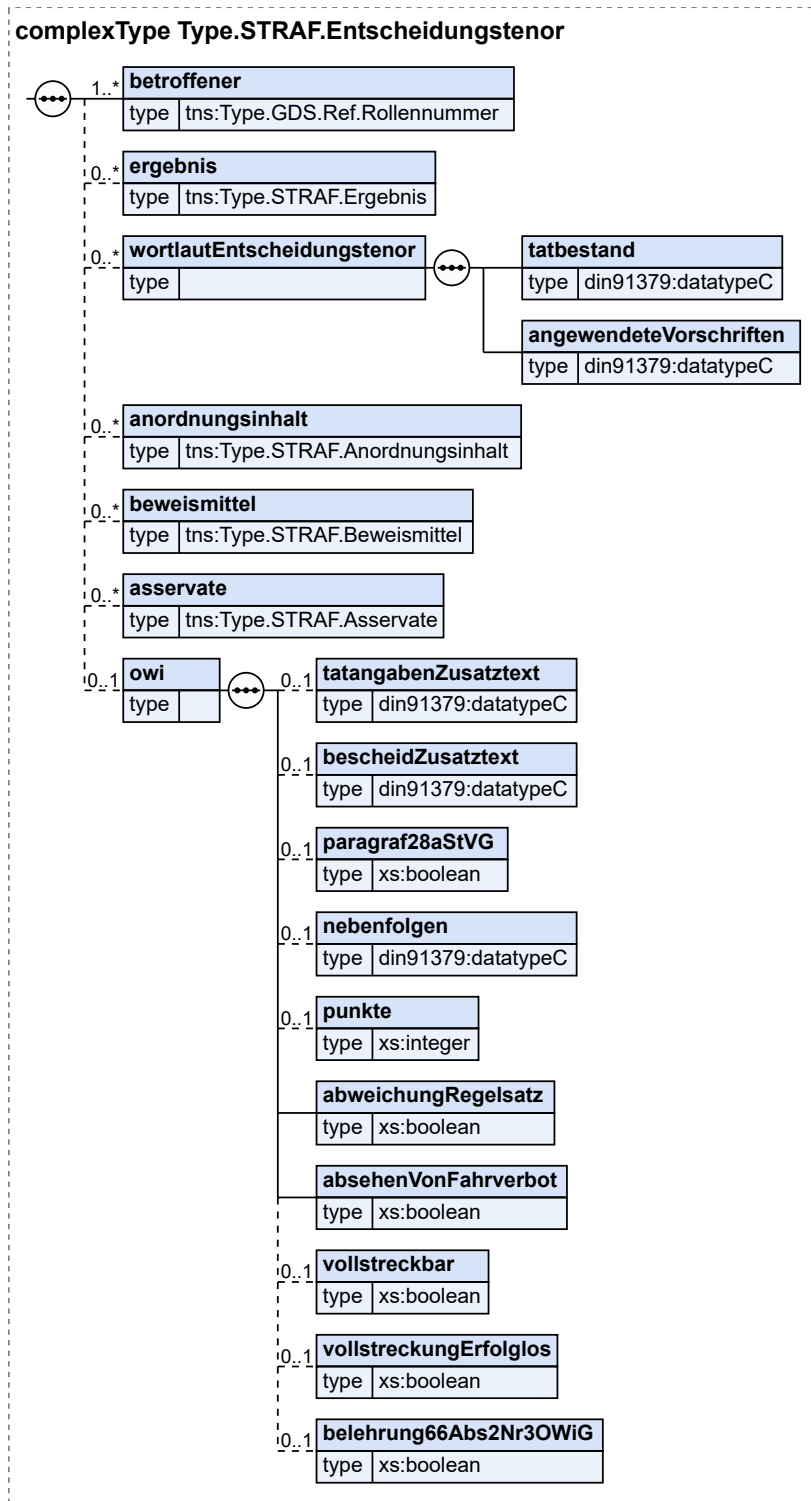 complexType Type.STRAF.Entscheidungstenor
1..* betroffener
type tns:Type.GDS.Ref.Rollennummer
0..* ergebnis
type tns:Type.STRAF.Ergebnis
0..* wortlautEntscheidungstenor tatbestand
type type din91379:datatypeC
angewendeteVorschriften
type din91379:datatypeC
0..* anordnungsinhalt
type tns:Type.STRAF.Anordnungsinhalt
0..* beweismittel
type tns:Type.STRAF.Beweismittel
0..* asservate
type tns:Type.STRAF.Asservate
0..1 owi 0..1 tatangabenZusatztext
type type din91379:datatypeC
0..1 bescheidZusatztext
type din91379:datatypeC
0..1 paragraf28aStVG
type xs:boolean
0..1 nebenfolgen
type din91379:datatypeC
0..1 punkte
type xs:integer
abweichungRegelsatz
type xs:boolean
absehenVonFahrverbot
type xs:boolean
0..1 vollstreckbar
type xs:boolean
0..1 vollstreckungErfolglos
type xs:boolean
0..1 belehrung66Abs2Nr3OWiG
type xs:boolean